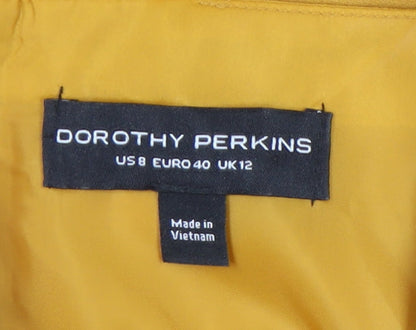 DOROTHY PERKINS
US 8 EURO 40 UK 12
Made in
Vietnam